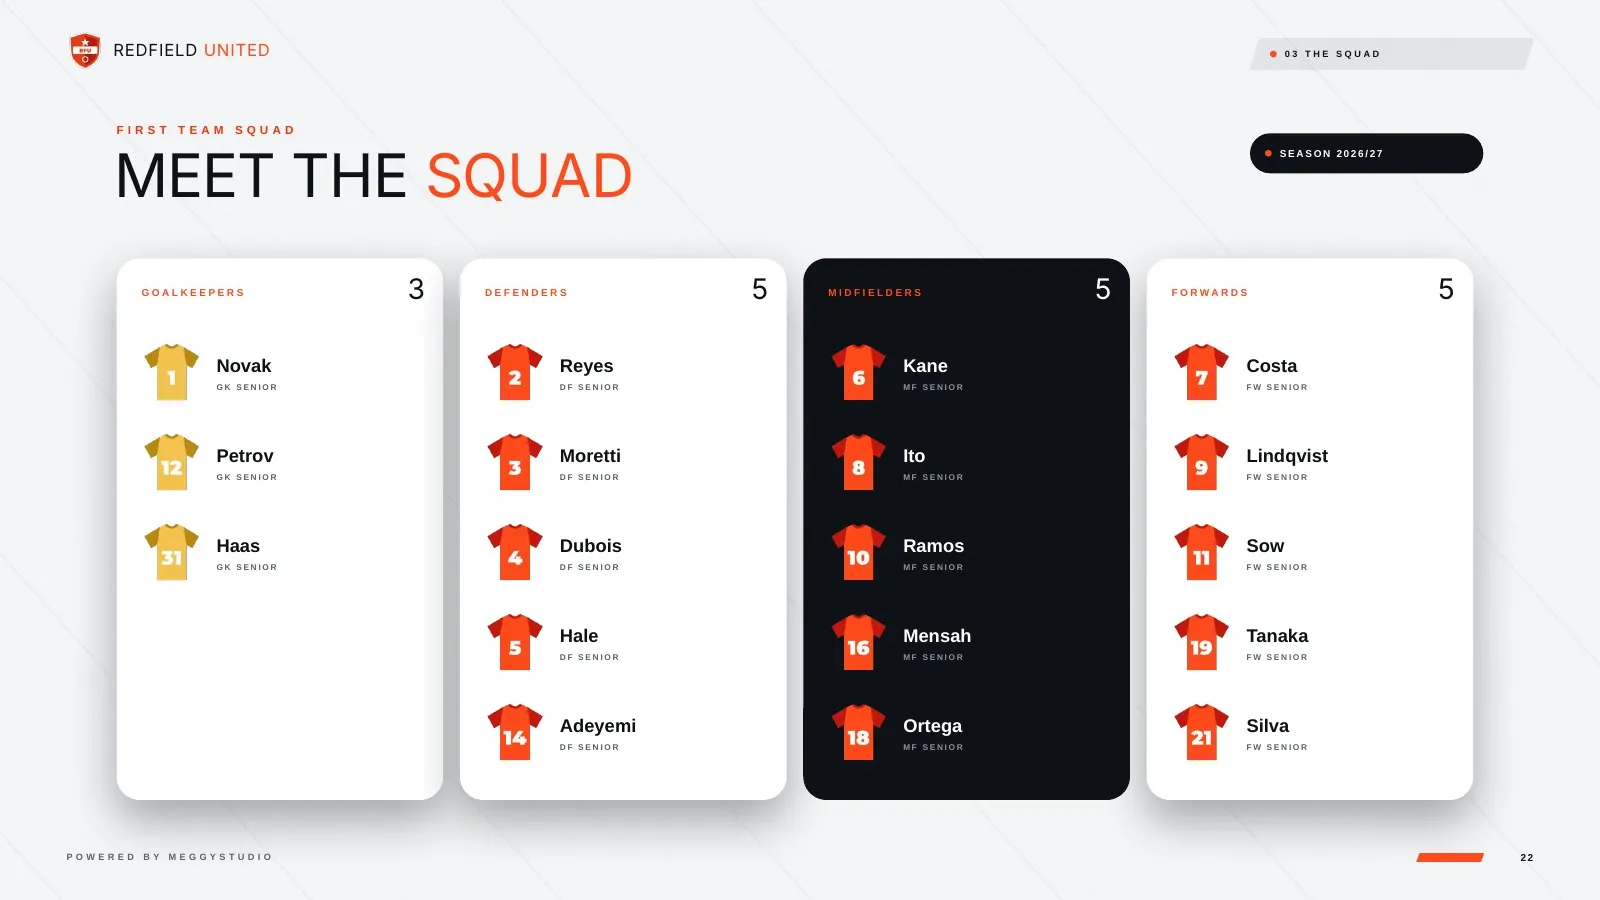 RFU
REDFIELD UNITED
03 THE SQUAD
FIRST TEAM SQUAD
MEET THE SQUAD
SEASON 2026/27
GOALKEEPERS 3
1 Novak
GK SENIOR
12 Petrov
GK SENIOR
31 Haas
GK SENIOR
DEFENDERS 5
2 Reyes
DF SENIOR
3 Moretti
DF SENIOR
4 Dubois
DF SENIOR
5 Hale
DF SENIOR
14 Adeyemi
DF SENIOR
MIDFIELDERS 5
6 Kane
MF SENIOR
8 Ito
MF SENIOR
10 Ramos
MF SENIOR
16 Mensah
MF SENIOR
18 Ortega
MF SENIOR
FORWARDS 5
7 Costa
FW SENIOR
9 Lindqvist
FW SENIOR
11 Sow
FW SENIOR
19 Tanaka
FW SENIOR
21 Silva
FW SENIOR
POWERED BY MEGGYSTUDIO
22